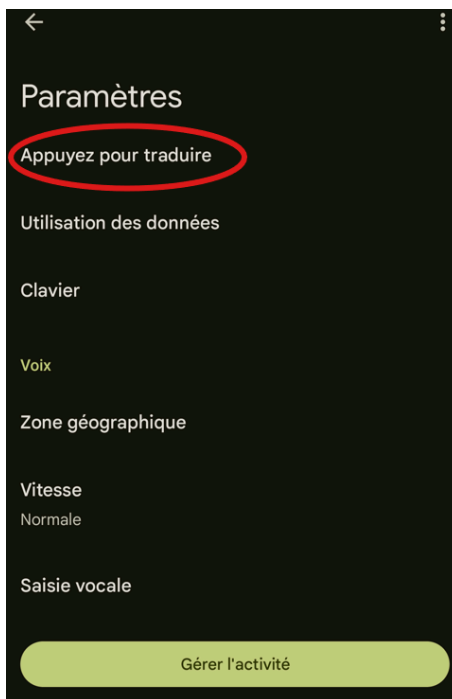 Paramètres
Appuyez pour traduire
Utilisation des données
Clavier
Voix
Zone géographique
Vitesse
Normale
Saisie vocale
Gérer l'activité